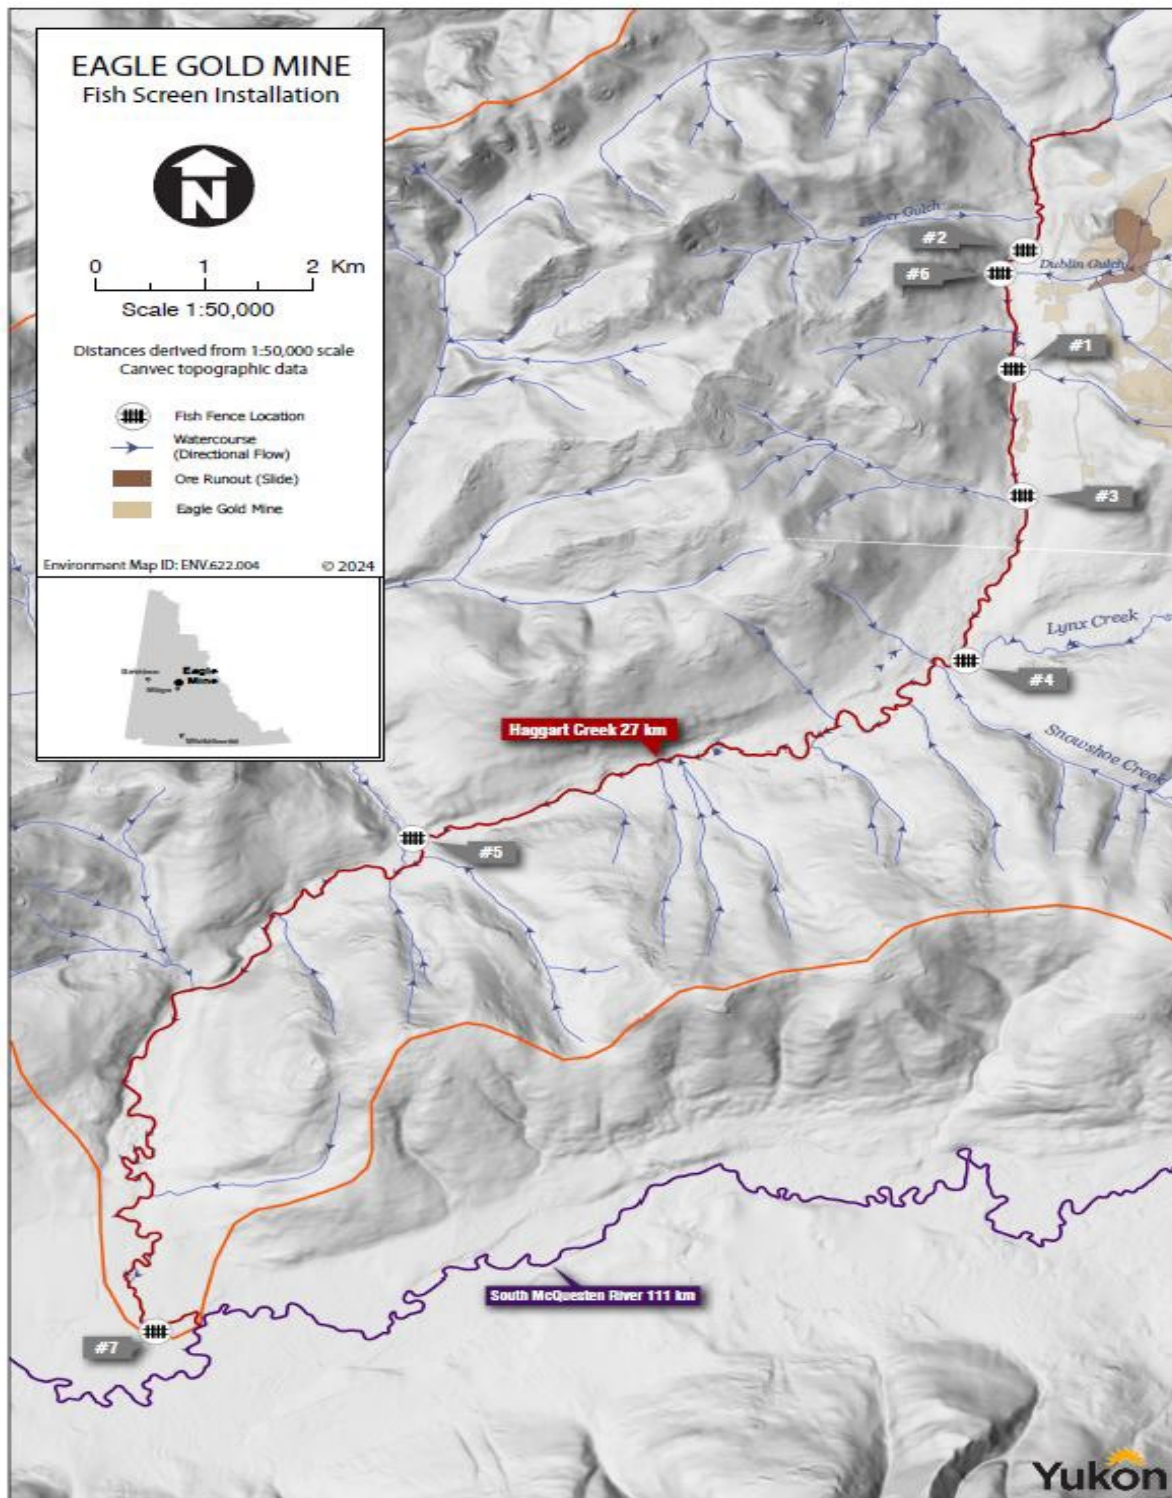 EAGLE GOLD MINE
Fish Screen Installation
N
0 1 2 Km
Scale 1:50,000
Distances derived from 1:50,000 scale
Canvec topographic data
Fish Fence Location
Watercourse
(Directional Flow)
Ore Runout (Slide)
Eagle Gold Mine
Environment Map ID: ENV.622.004 © 2024
Eagle
Mine
Gulch
#2
Dublin Gulch
#6
#1
#3
Lynx Creek
#4
Haggart Creek 27 km
Snowshoe Creek
#5
South McQuesten River 111 km
#7
Yukon